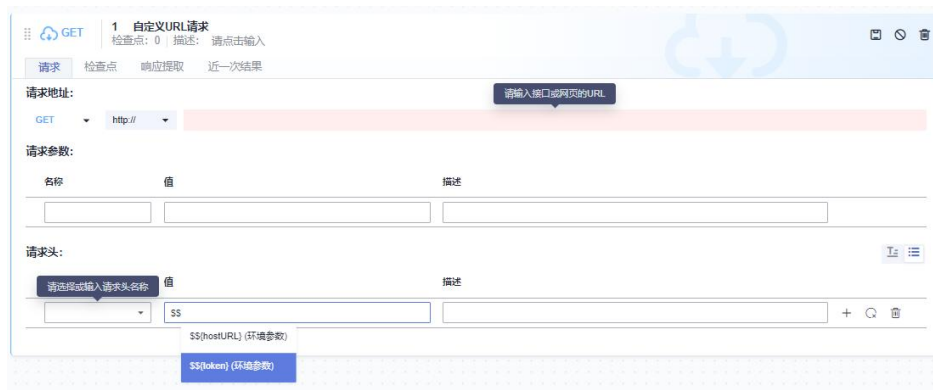 GET
1 自定义URL请求
检查点: 0 描述: 请点击输入
请求 检查点 响应提取 近一次结果
请求地址:
请输入接口或网页的URL
GET http://
请求参数:
名称 值 描述
请求头:
请选择或输入请求头名称 值 描述
$$
$${hostURL} (环境参数)
$${token} (环境参数)